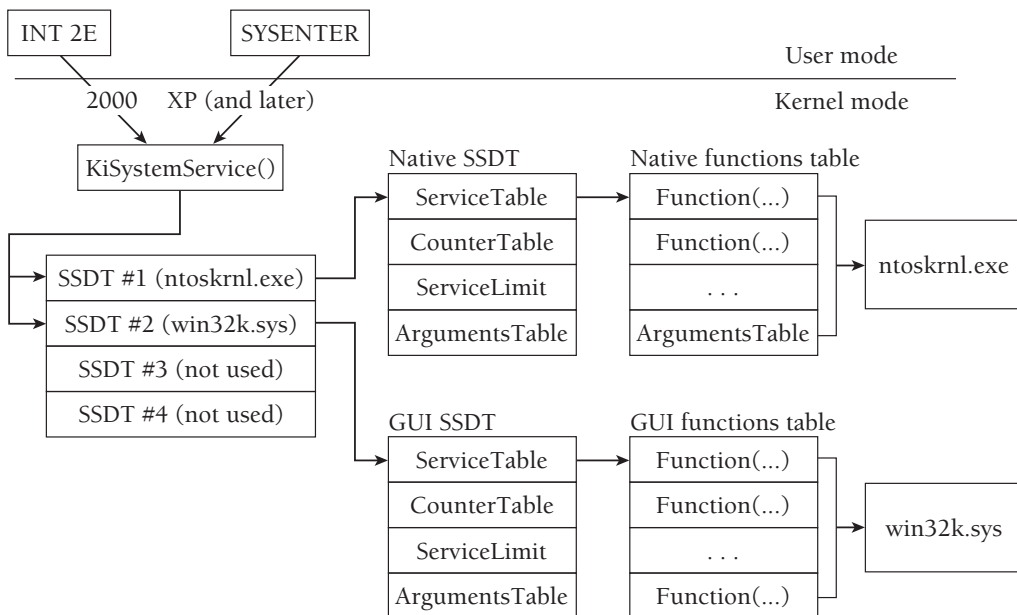 INT 2E
SYSENTER
User mode
2000
XP (and later)
Kernel mode
KiSystemService()
SSDT #1 (ntoskrnl.exe)
SSDT #2 (win32k.sys)
SSDT #3 (not used)
SSDT #4 (not used)
Native SSDT
ServiceTable
CounterTable
ServiceLimit
ArgumentsTable
Native functions table
Function(...)
Function(...)
. . .
ArgumentsTable
ntoskrnl.exe
GUI SSDT
ServiceTable
CounterTable
ServiceLimit
ArgumentsTable
GUI functions table
Function(...)
Function(...)
. . .
Function(...)
win32k.sys